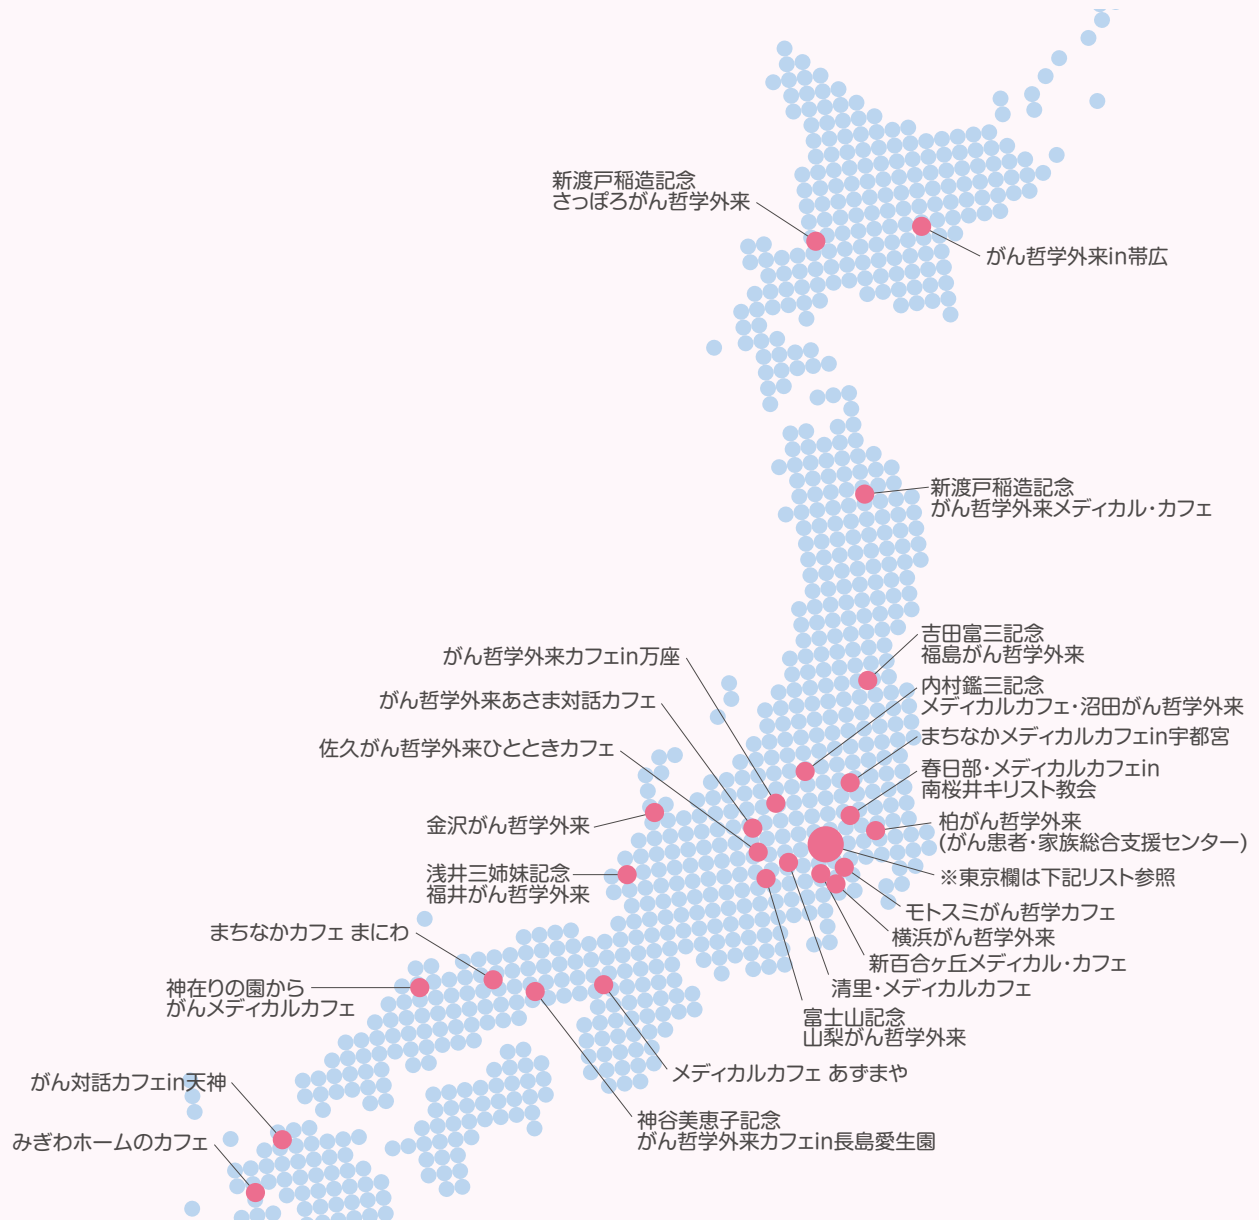 新渡戸稲造記念
さっぽろがん哲学外来
がん哲学外来in帯広
新渡戸稲造記念
がん哲学外来メディカル・カフェ
吉田富三記念
福島がん哲学外来
がん哲学外来カフェin万座
内村鑑三記念
メディカルカフェ・沼田がん哲学外来
がん哲学外来あさま対話カフェ
まちなかメディカルカフェin宇都宮
佐久がん哲学外来ひとときカフェ
春日部・メディカルカフェin
南桜井キリスト教会
金沢がん哲学外来
柏がん哲学外来
(がん患者・家族総合支援センター)
浅井三姉妹記念
福井がん哲学外来
※東京欄は下記リスト参照
モトスミがん哲学カフェ
まちなかカフェ まにわ
横浜がん哲学外来
新百合ヶ丘メディカル・カフェ
神在りの園から
がんメディカルカフェ
清里・メディカルカフェ
富士山記念
山梨がん哲学外来
メディカルカフェ あずまや
がん対話カフェin天神
神谷美恵子記念
がん哲学外来カフェin長島愛生園
みぎわホームのカフェ